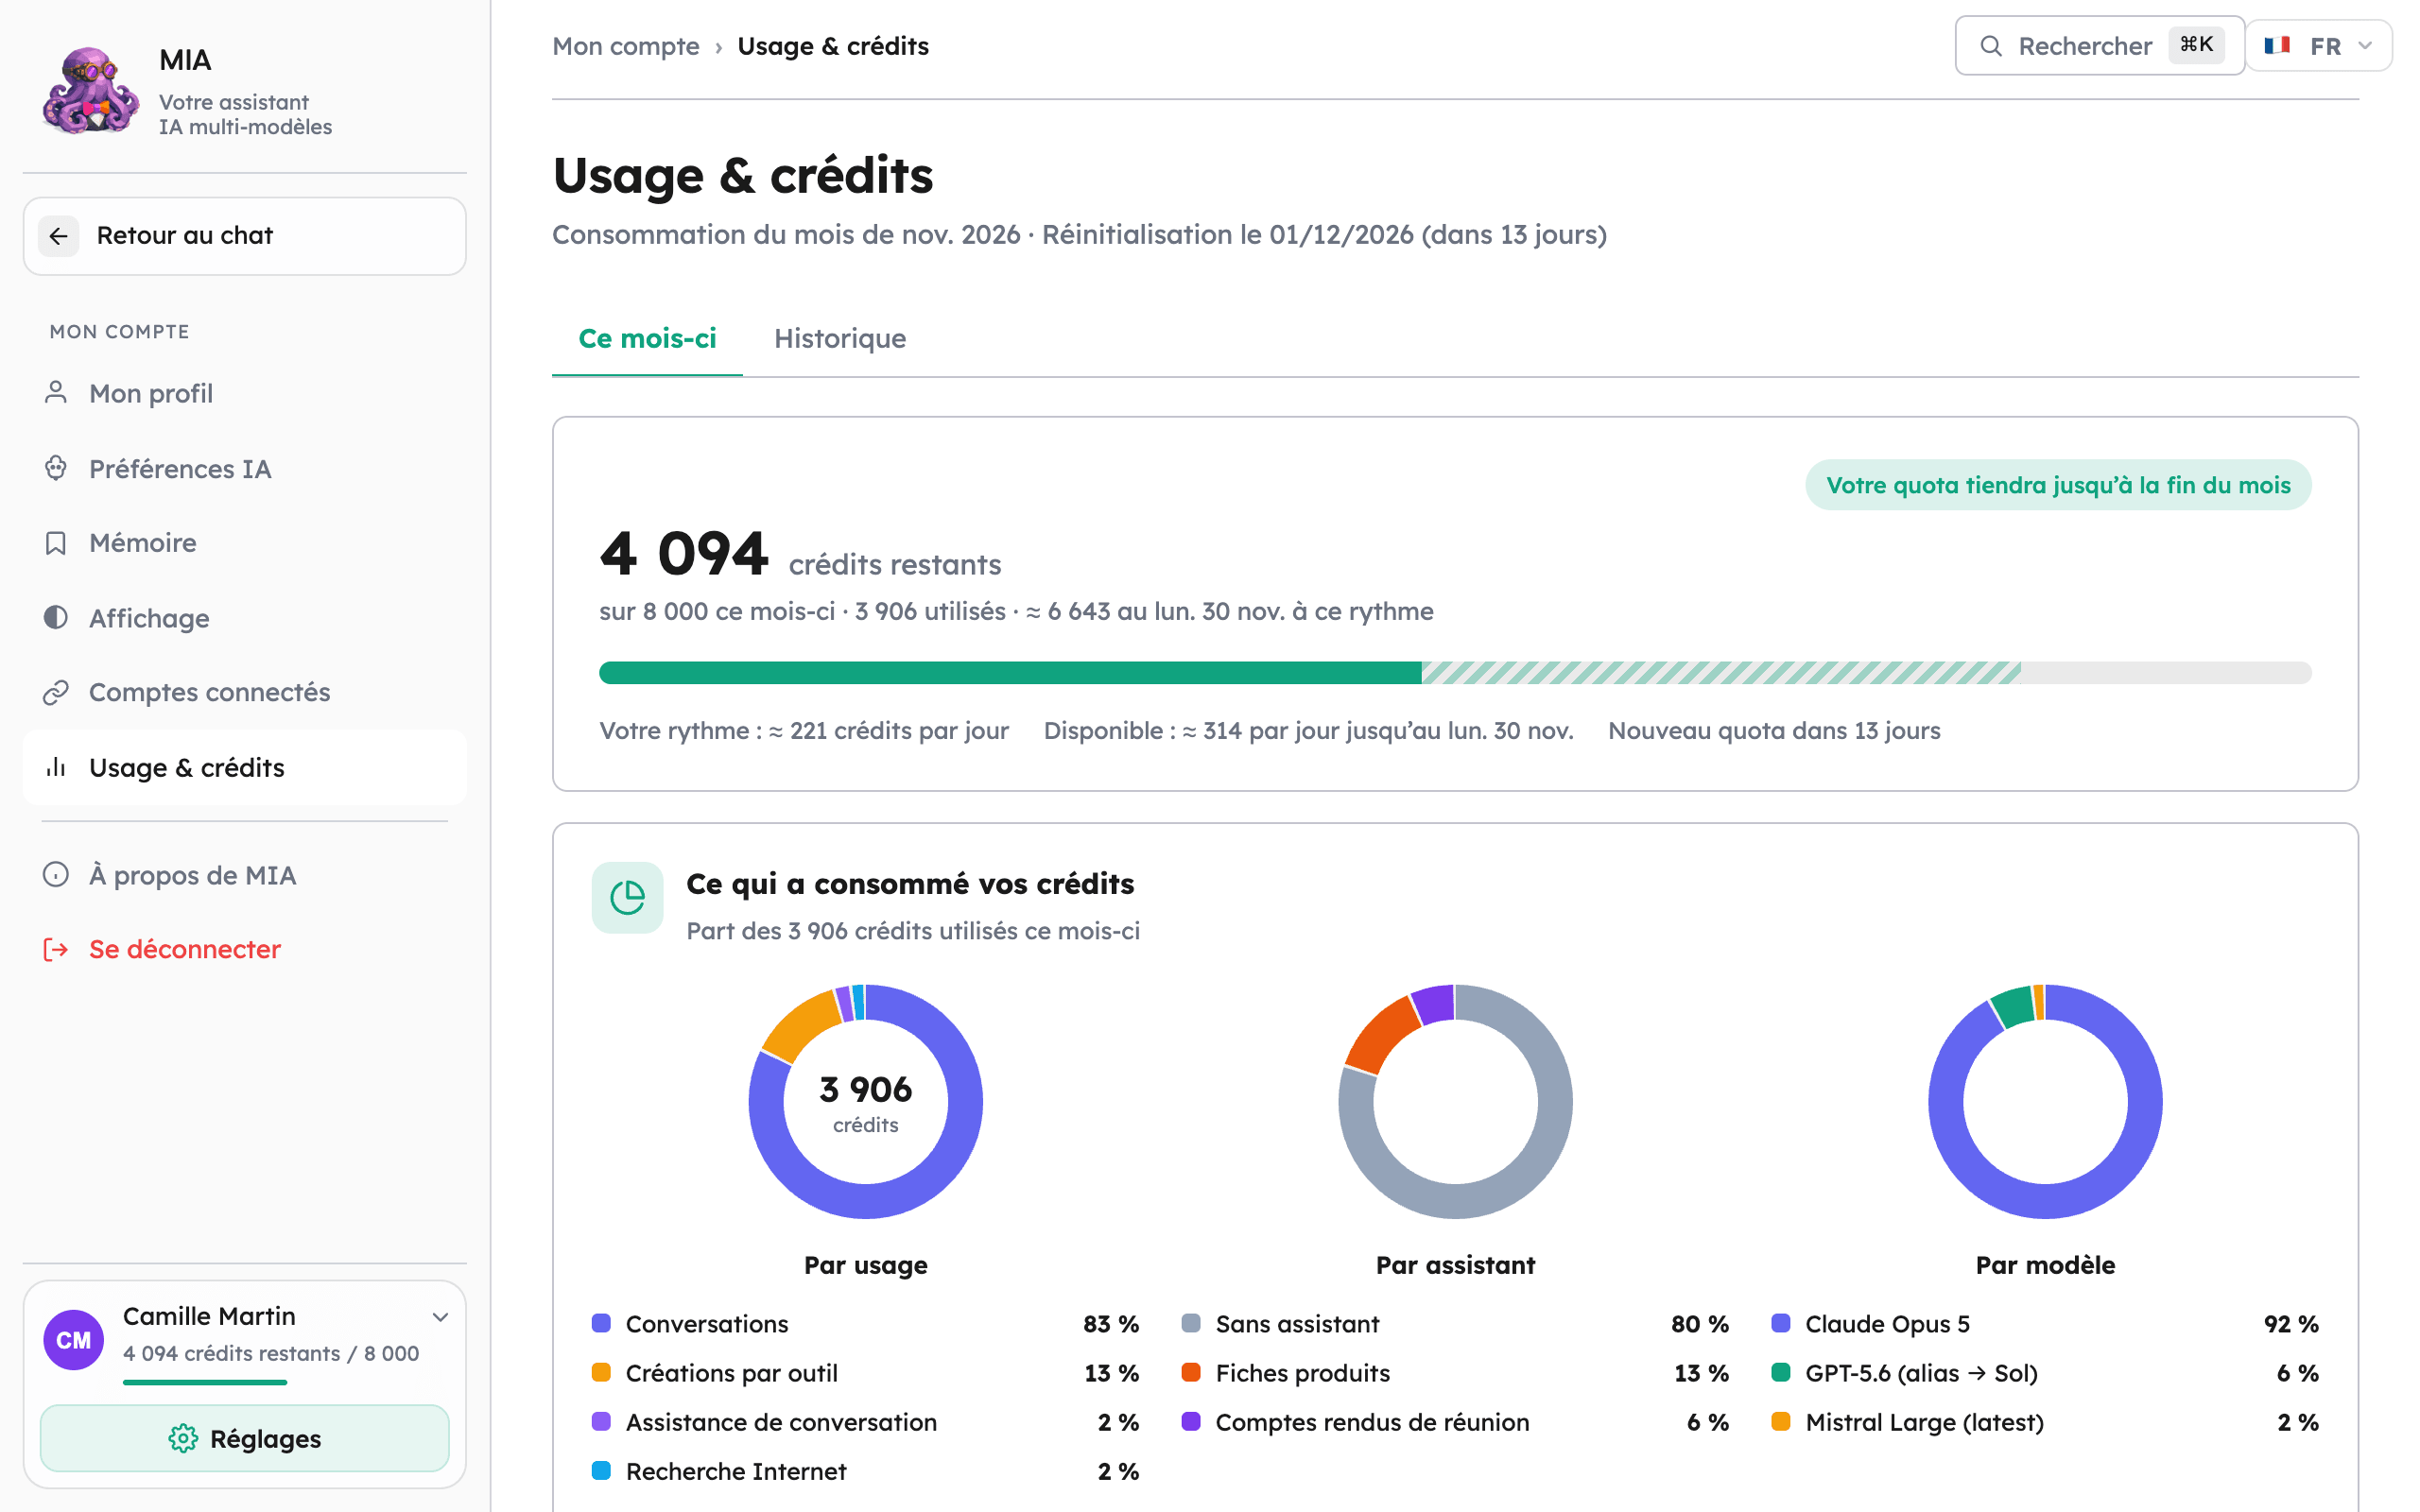 MIA
Votre assistant
IA multi-modèles
Retour au chat
MON COMPTE
Mon profil
Préférences IA
Mémoire
Affichage
Comptes connectés
Usage & crédits
À propos de MIA
Se déconnecter
CM
Camille Martin
4 094 crédits restants / 8 000
Réglages
Mon compte › Usage & crédits
Rechercher ⌘K
FR
Usage & crédits
Consommation du mois de nov. 2026 · Réinitialisation le 01/12/2026 (dans 13 jours)
Ce mois-ci
Historique
Votre quota tiendra jusqu’à la fin du mois
4 094 crédits restants
sur 8 000 ce mois-ci · 3 906 utilisés · ≈ 6 643 au lun. 30 nov. à ce rythme
Votre rythme : ≈ 221 crédits par jour
Disponible : ≈ 314 par jour jusqu’au lun. 30 nov.
Nouveau quota dans 13 jours
Ce qui a consommé vos crédits
Part des 3 906 crédits utilisés ce mois-ci
3 906
crédits
Par usage
Conversations 83 %
Créations par outil 13 %
Assistance de conversation 2 %
Recherche Internet 2 %
Par assistant
Sans assistant 80 %
Fiches produits 13 %
Comptes rendus de réunion 6 %
Par modèle
Claude Opus 5 92 %
GPT-5.6 (alias → Sol) 6 %
Mistral Large (latest) 2 %